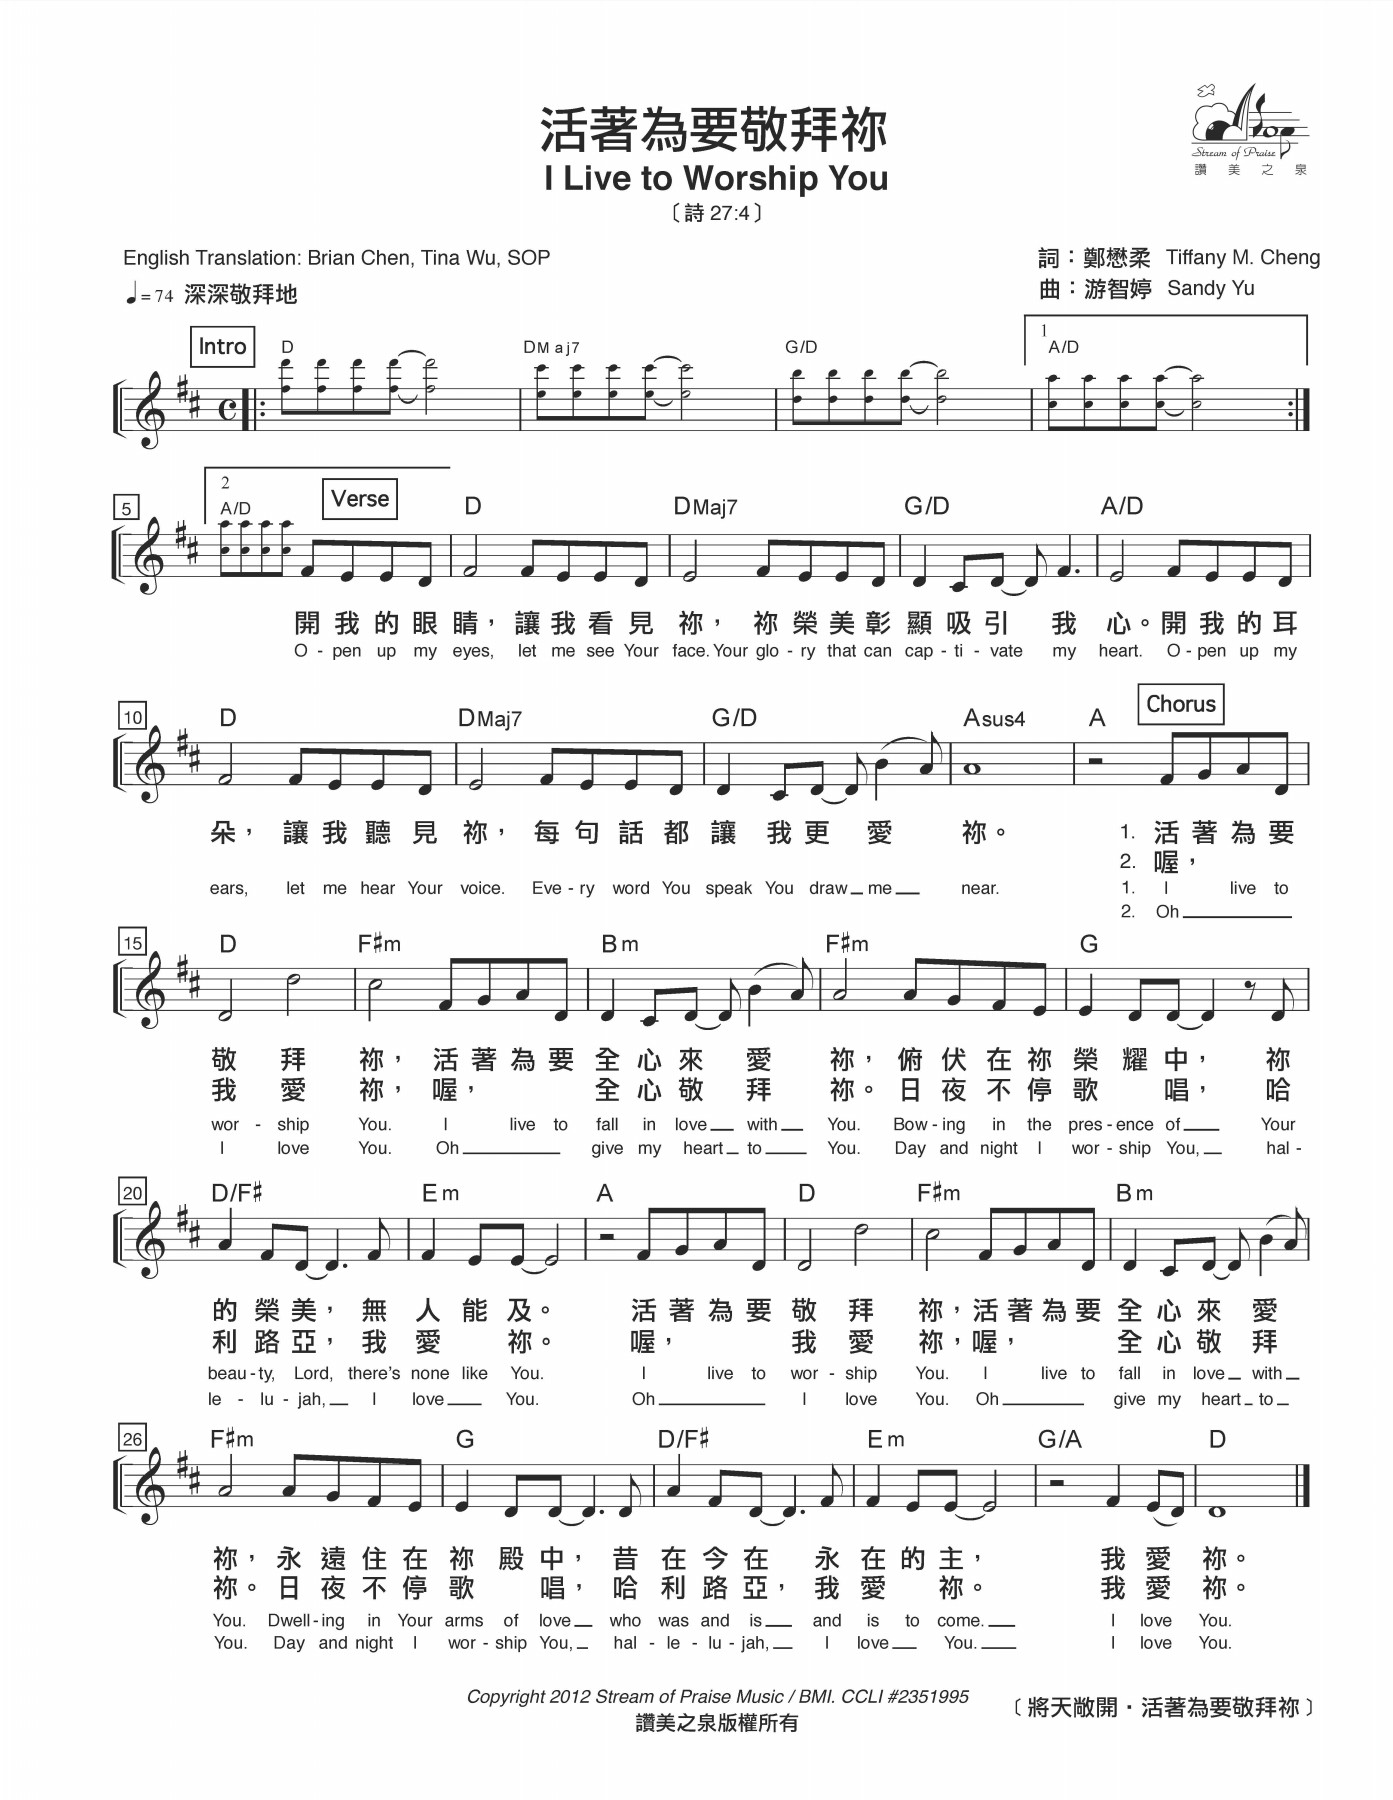 活著為要敬拜祢
I Live to Worship You
〔詩 27:4〕
Stream of Praise
讚美之泉
English Translation: Brian Chen, Tina Wu, SOP
詞：鄭懋柔 Tiffany M. Cheng
♩= 74 深深敬拜地
曲：游智婷 Sandy Yu
Intro D DMaj7 G/D 1 A/D
5 2 A/D Verse D DMaj7 G/D A/D
開我的眼睛，讓我看見祢，祢榮美彰顯吸引我心。開我的耳
O - pen up my eyes, let me see Your face. Your glo - ry that can cap - ti - vate my heart. O - pen up my
10 D DMaj7 G/D Asus4 A Chorus
朵，讓我聽見祢，每句話都讓我更愛祢。 1. 活著為要
2. 喔，
ears, let me hear Your voice. Eve - ry word You speak You draw me near. 1. I live to
2. Oh
15 D F♯m Bm F♯m G
敬拜祢，活著為要全心來愛祢，俯伏在祢榮耀中，祢
我愛祢，喔，全心敬拜祢。日夜不停歌唱，哈
wor - ship You. I live to fall in love with You. Bow - ing in the pres - ence of Your
I love You. Oh give my heart to You. Day and night I wor - ship You, hal -
20 D/F♯ Em A D F♯m Bm
的榮美，無人能及。活著為要敬拜祢，活著為要全心來愛
利路亞，我愛祢。喔，我愛祢，喔，全心敬拜
beau - ty, Lord, there's none like You. I live to wor - ship You. I live to fall in love with
le - lu - jah, I love You. Oh I love You. Oh give my heart to
26 F♯m G D/F♯ Em G/A D
祢，永遠住在祢殿中，昔在今在永在的主，我愛祢。
祢。日夜不停歌唱，哈利路亞，我愛祢。我愛祢。
You. Dwell - ing in Your arms of love who was and is and is to come. I love You.
You. Day and night I wor - ship You, hal - le - lu - jah, I love You. I love You.
Copyright 2012 Stream of Praise Music / BMI. CCLI #2351995
讚美之泉版權所有
〔將天敞開．活著為要敬拜祢〕